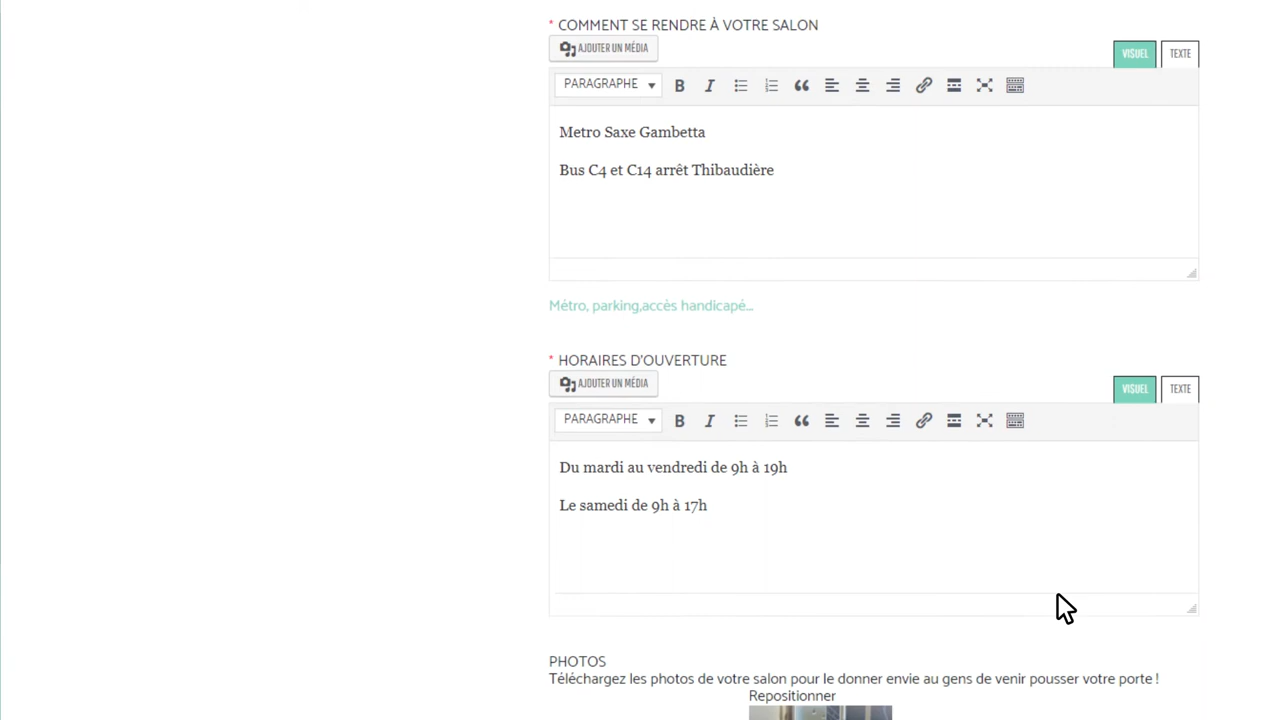 * COMMENT SE RENDRE À VOTRE SALON
AJOUTER UN MÉDIA
VISUEL TEXTE
PARAGRAPHE
Metro Saxe Gambetta
Bus C4 et C14 arrêt Thibaudière
Métro, parking,accès handicapé...
* HORAIRES D'OUVERTURE
AJOUTER UN MÉDIA
VISUEL TEXTE
PARAGRAPHE
Du mardi au vendredi de 9h à 19h
Le samedi de 9h à 17h
PHOTOS
Téléchargez les photos de votre salon pour le donner envie au gens de venir pousser votre porte !
Repositionner